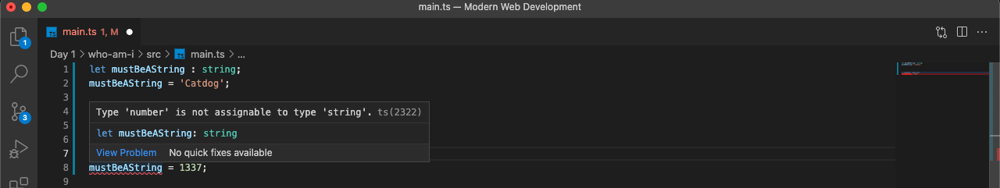 main.ts — Modern Web Development
TS main.ts 1, M
Day 1 > who-am-i > src > TS main.ts > ...
1 let mustBeAString : string;
2 mustBeAString = 'Catdog';
3
4
Type 'number' is not assignable to type 'string'. ts(2322)
5
let mustBeAString: string
6
7
View Problem No quick fixes available
8 mustBeAString = 1337;
9
1
3